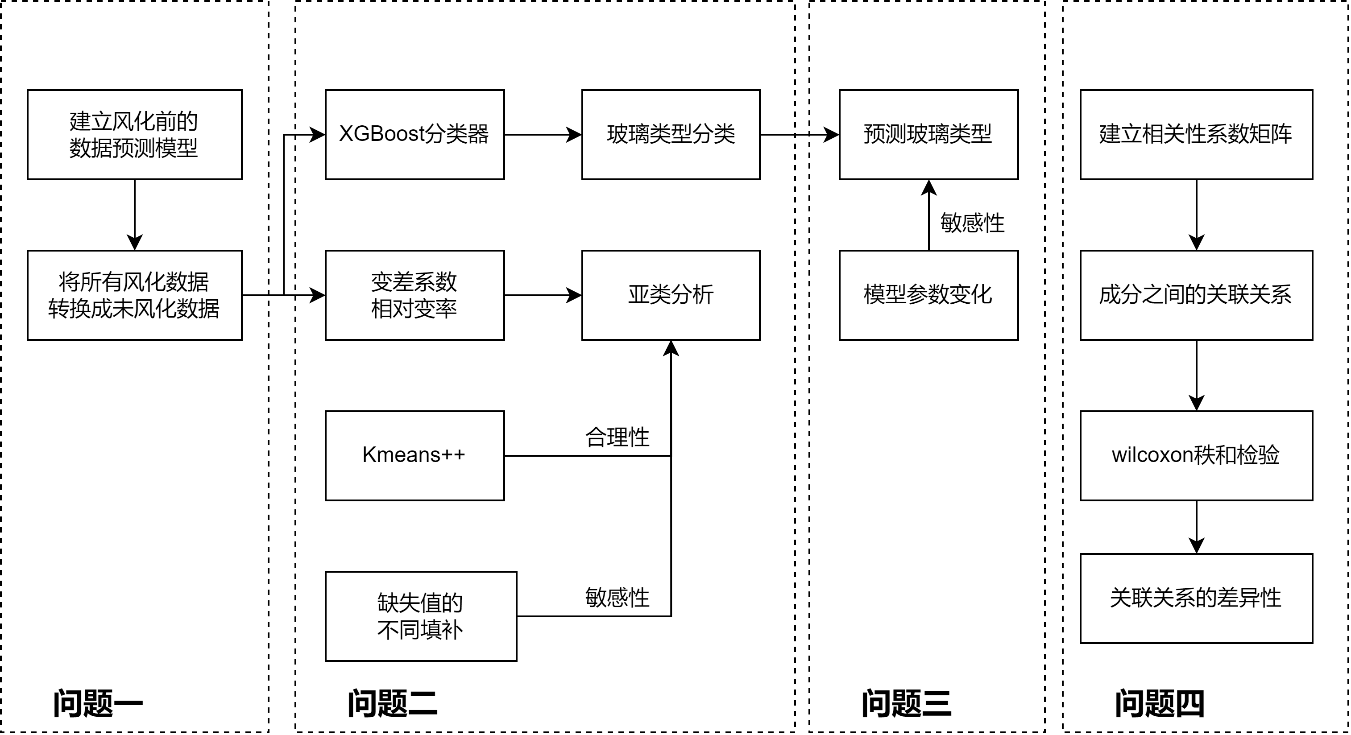 建立风化前的
数据预测模型
将所有风化数据
转换成未风化数据
问题一
XGBoost分类器
玻璃类型分类
变差系数
相对变率
亚类分析
Kmeans++
合理性
缺失值的
不同填补
敏感性
问题二
预测玻璃类型
敏感性
模型参数变化
问题三
建立相关性系数矩阵
成分之间的关联关系
wilcoxon秩和检验
关联关系的差异性
问题四